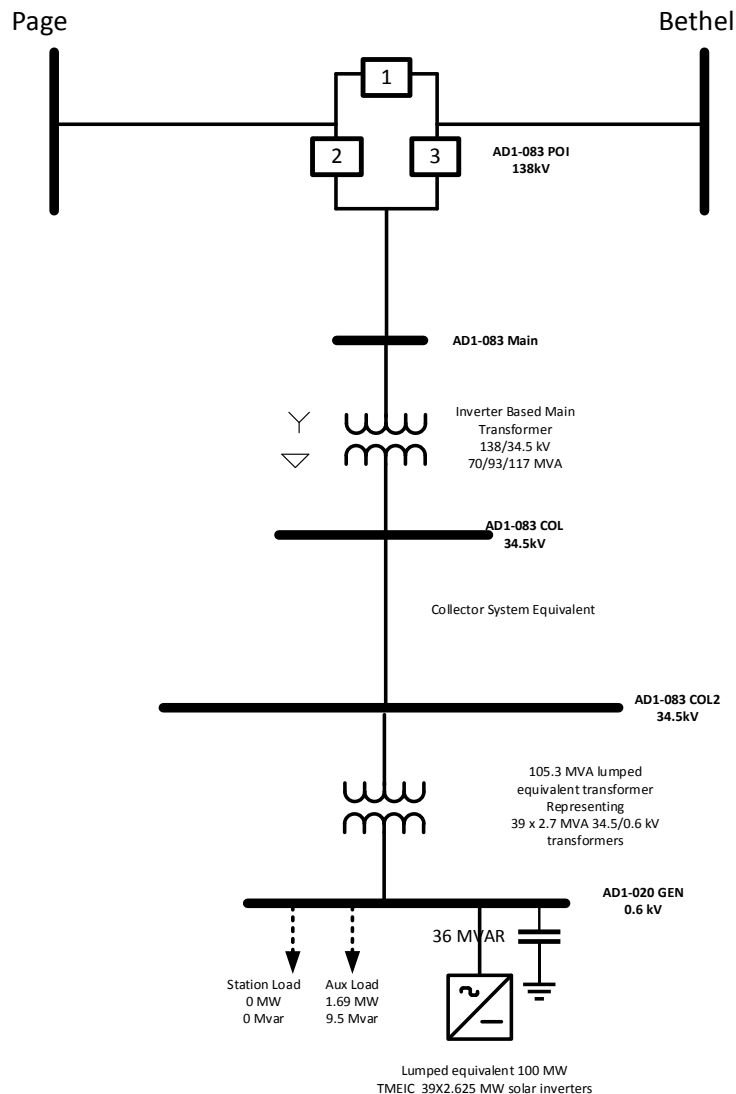 Page
Bethel
1
2
3
AD1-083 POI
138kV
AD1-083 Main
Inverter Based Main
Transformer
138/34.5 kV
70/93/117 MVA
AD1-083 COL
34.5kV
Collector System Equivalent
AD1-083 COL2
34.5kV
105.3 MVA lumped
equivalent transformer
Representing
39 x 2.7 MVA 34.5/0.6 kV
transformers
AD1-020 GEN
0.6 kV
36 MVAR
Station Load
0 MW
0 Mvar
Aux Load
1.69 MW
9.5 Mvar
Lumped equivalent 100 MW
TMEIC 39X2.625 MW solar inverters